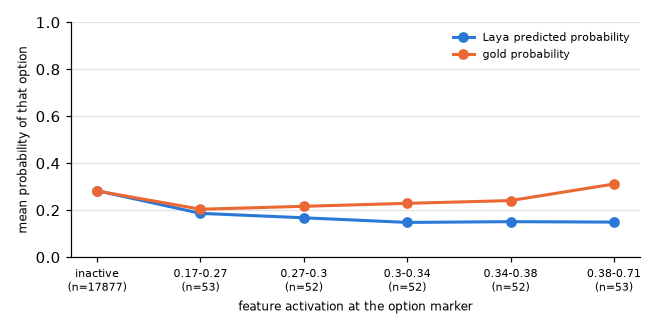 1.0
0.8
0.6
0.4
0.2
0.0
mean probability of that option
Laya predicted probability
gold probability
inactive
(n=17877)
0.17-0.27
(n=53)
0.27-0.3
(n=52)
0.3-0.34
(n=52)
0.34-0.38
(n=52)
0.38-0.71
(n=53)
feature activation at the option marker